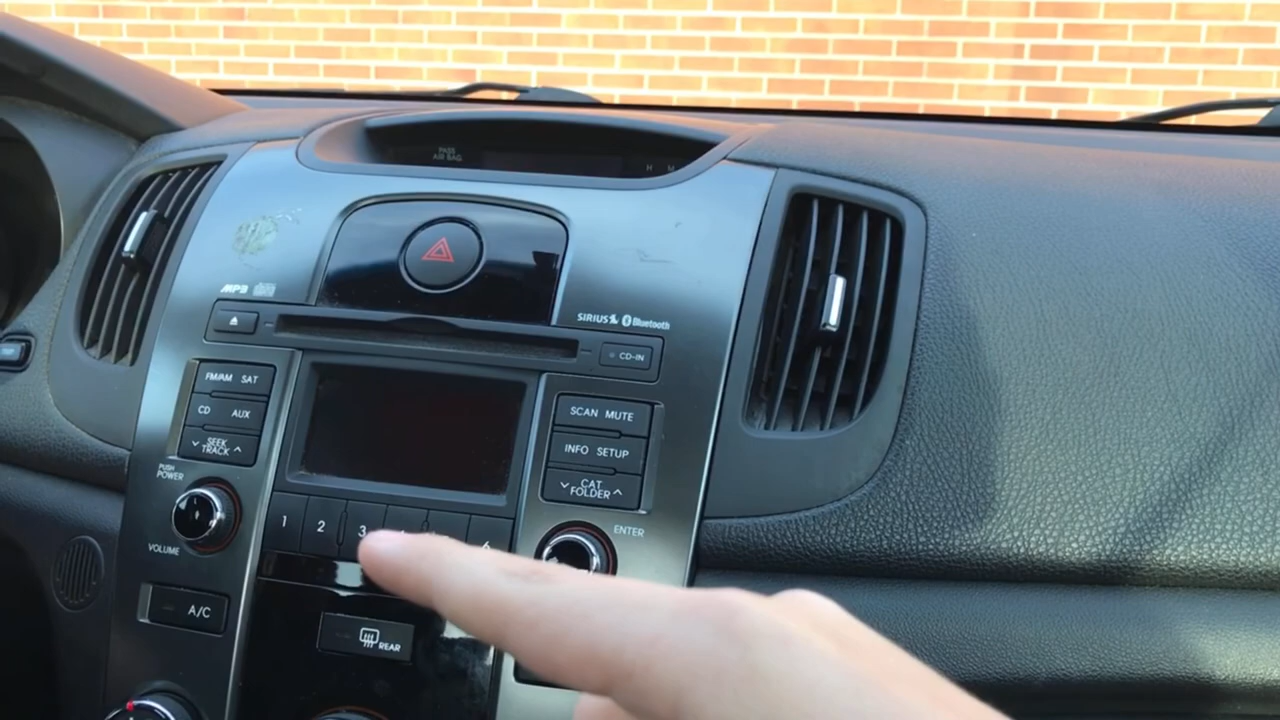 PASS
AIR BAG
H M
MP3
SIRIUS Bluetooth
CD-IN
FM/AM SAT
CD AUX
SEEK
TRACK
SCAN MUTE
INFO SETUP
CAT
FOLDER
PUSH
POWER
VOLUME
1 2 3 6
ENTER
A/C
REAR